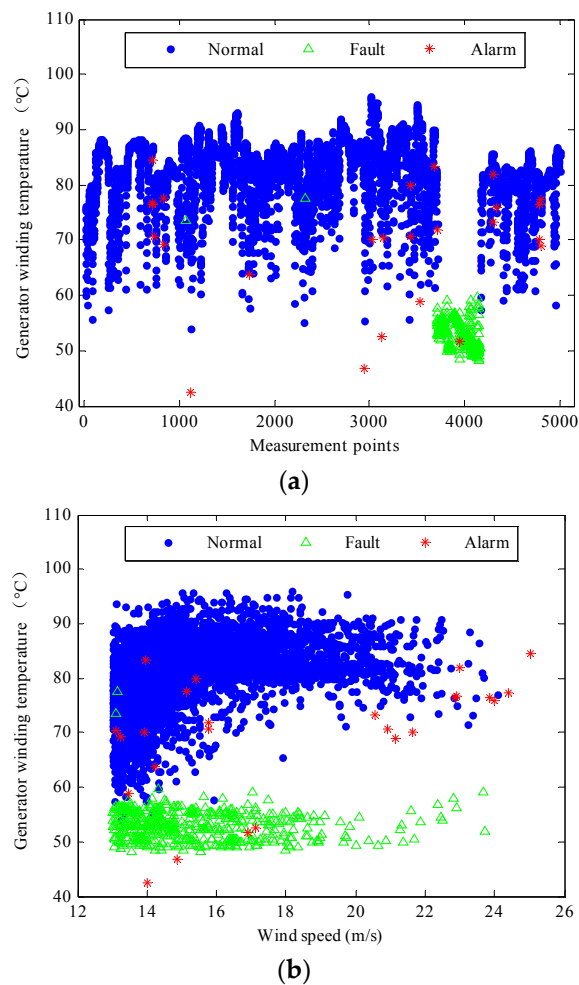 110
100
90
80
70
60
50
40
Generator winding temperature (℃)
Normal Fault Alarm
0 1000 2000 3000 4000 5000
Measurement points
(a)
110
100
90
80
70
60
50
40
Generator winding temperature (℃)
Normal Fault Alarm
12 14 16 18 20 22 24 26
Wind speed (m/s)
(b)